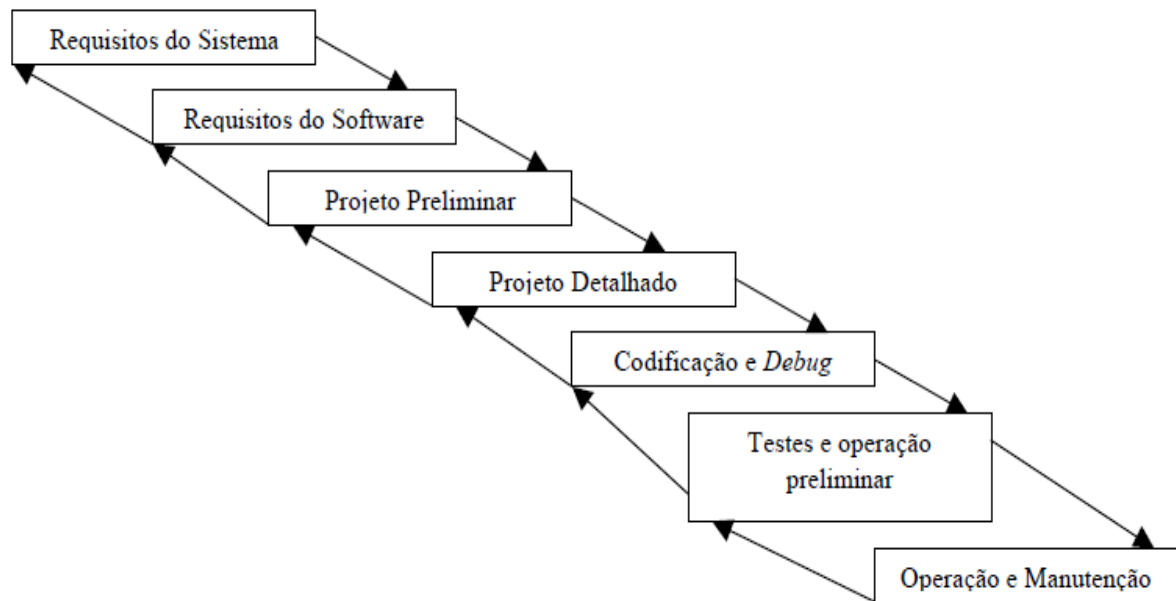 Requisitos do Sistema
Requisitos do Software
Projeto Preliminar
Projeto Detalhado
Codificação e Debug
Testes e operação
preliminar
Operação e Manutenção